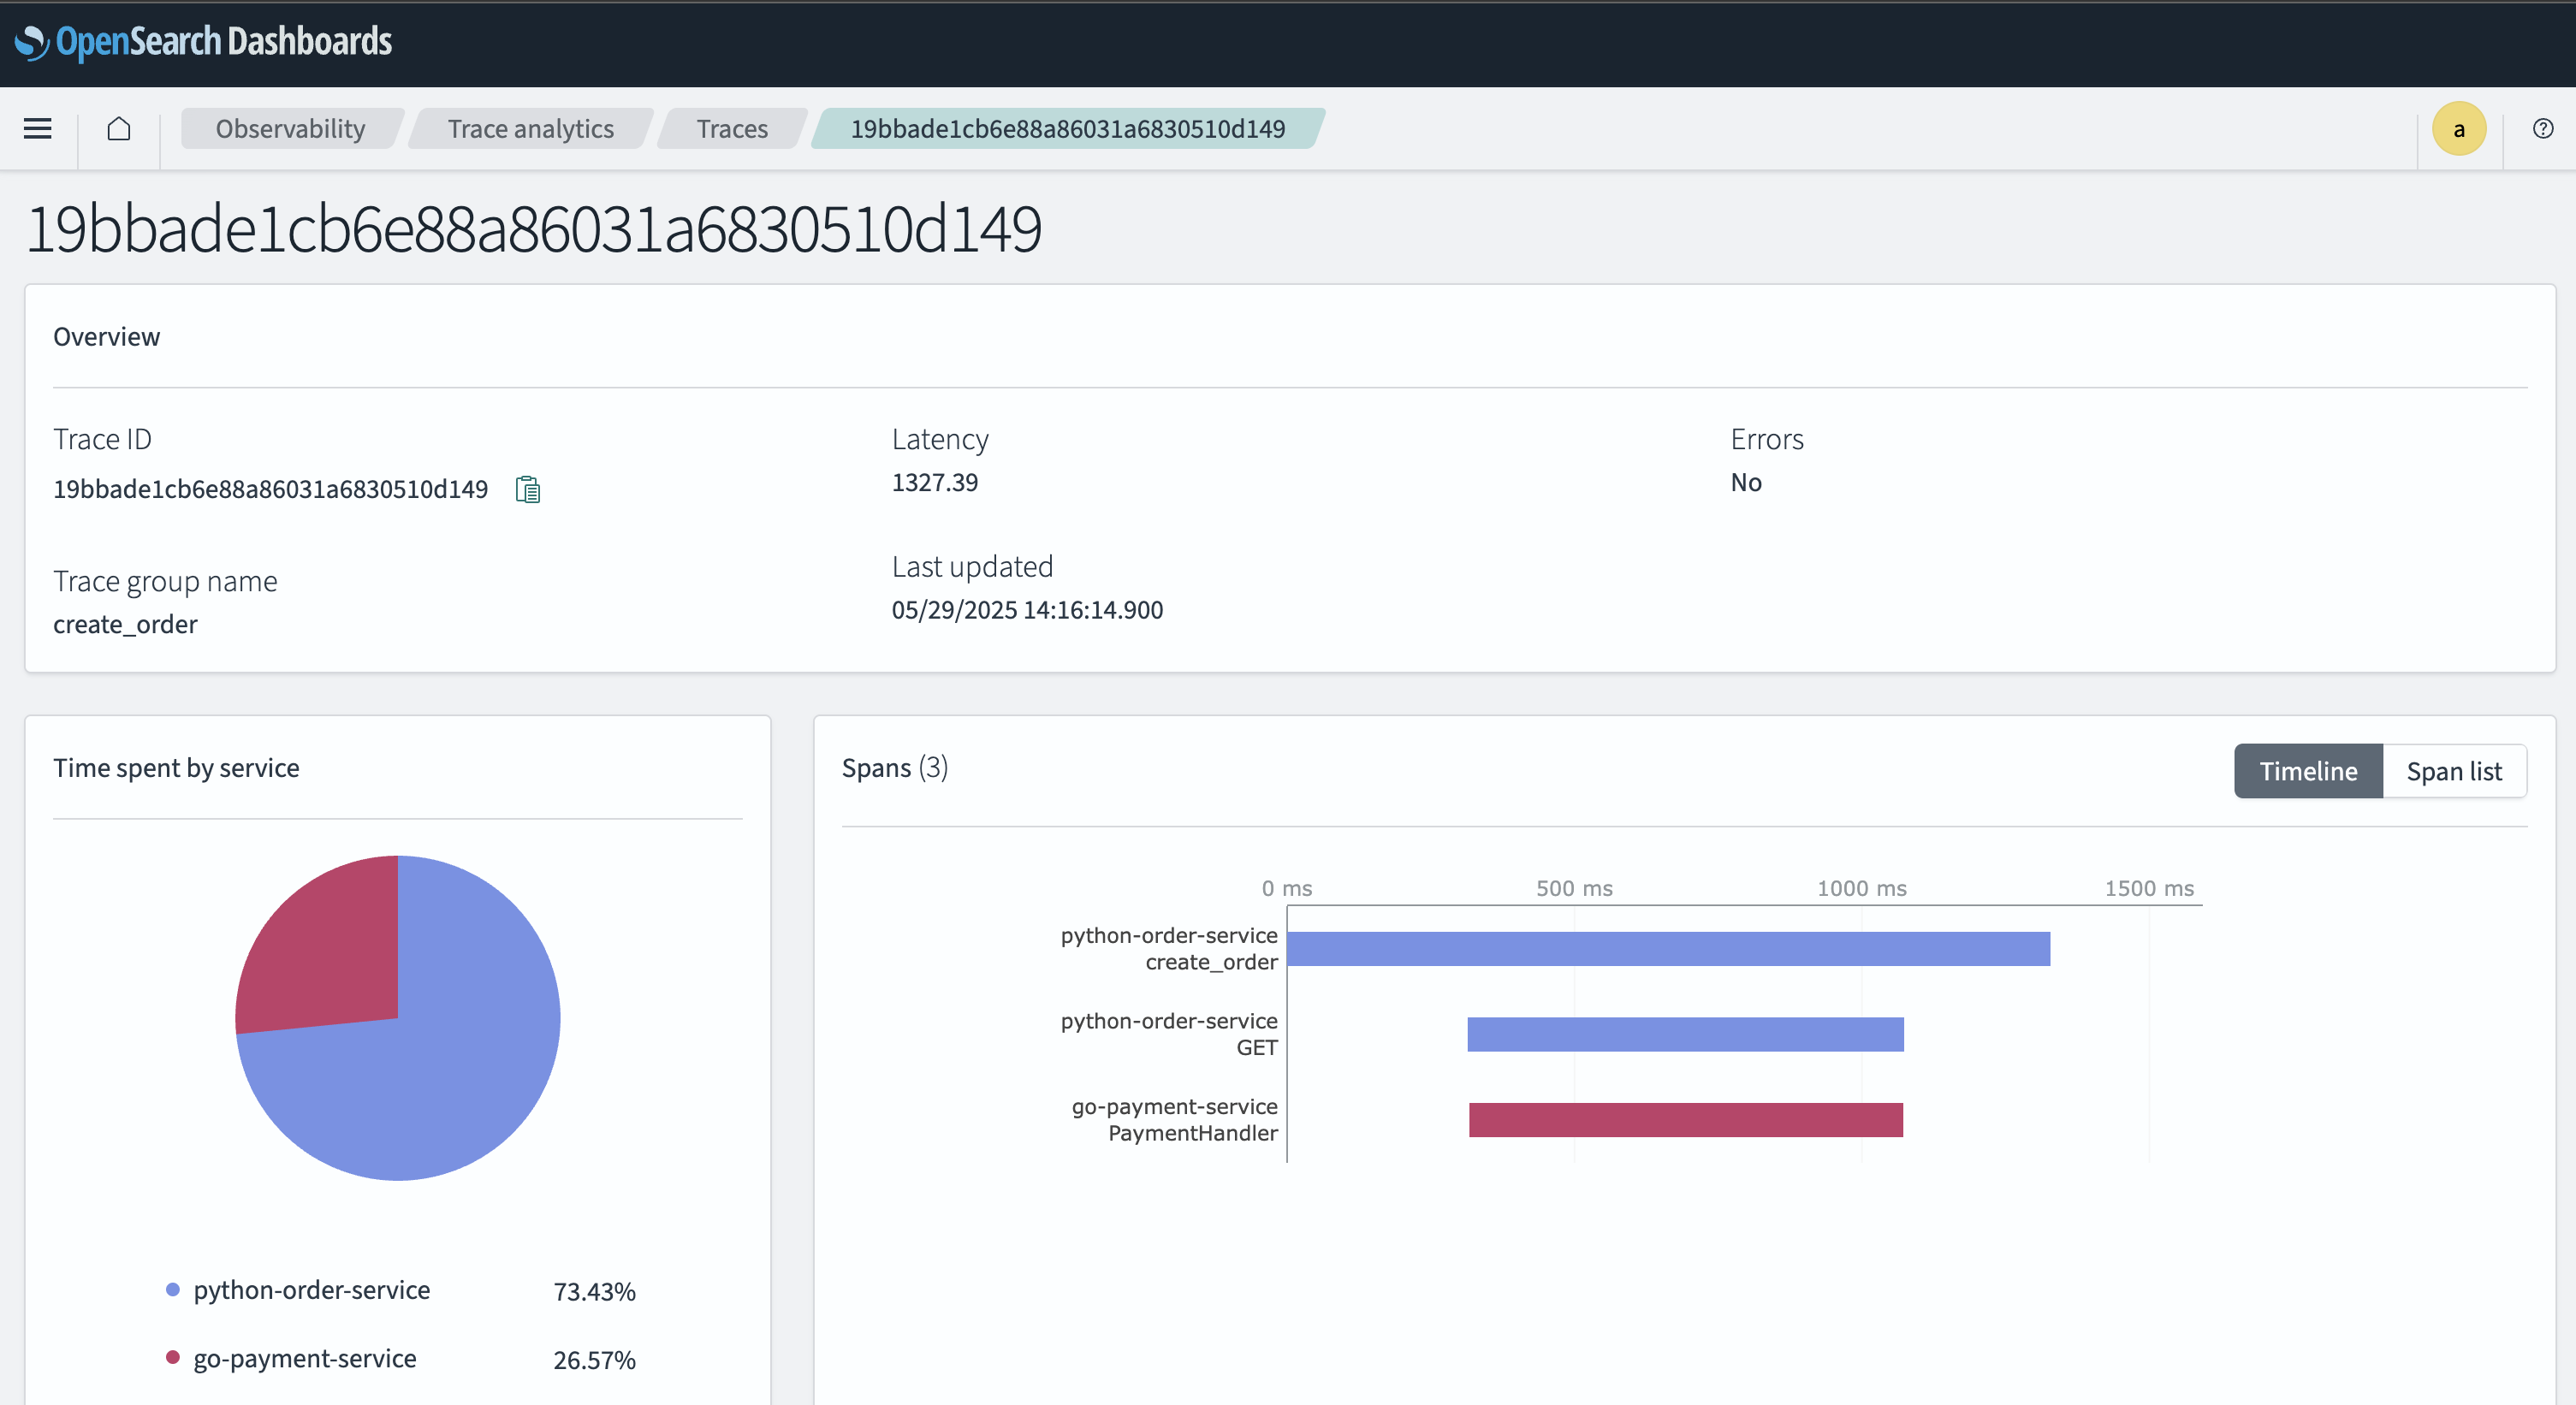 OpenSearch Dashboards
Observability
Trace analytics
Traces
19bbade1cb6e88a86031a6830510d149
a
?
19bbade1cb6e88a86031a6830510d149
Overview
Trace ID
19bbade1cb6e88a86031a6830510d149
Latency
1327.39
Errors
No
Trace group name
create_order
Last updated
05/29/2025 14:16:14.900
Time spent by service
python-order-service 73.43%
go-payment-service 26.57%
Spans (3)
Timeline
Span list
0 ms 500 ms 1000 ms 1500 ms
python-order-service
create_order
python-order-service
GET
go-payment-service
PaymentHandler